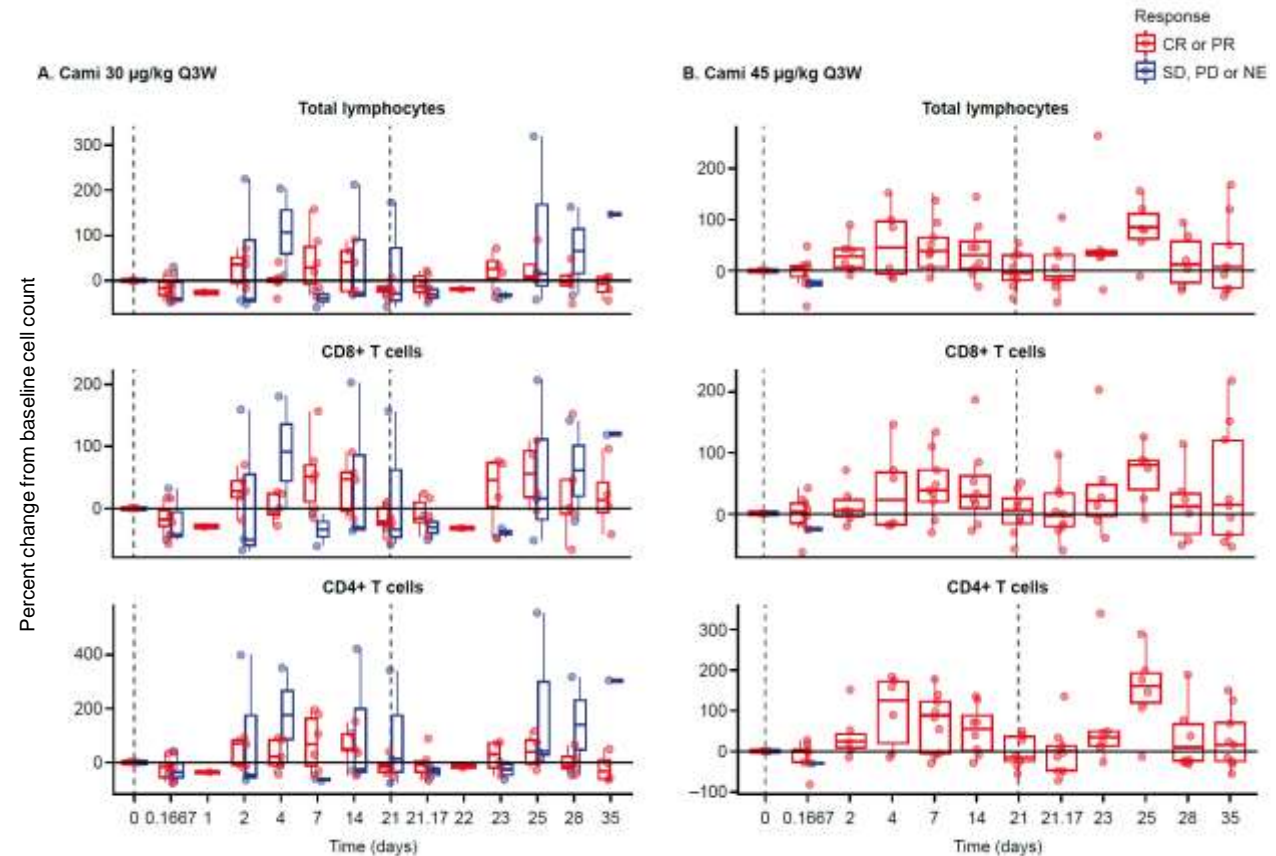 Response
CR or PR
SD, PD or NE
A. Cami 30 µg/kg Q3W
B. Cami 45 µg/kg Q3W
Percent change from baseline cell count
Total lymphocytes
300
200
100
0
Total lymphocytes
200
100
0
CD8+ T cells
200
100
0
CD8+ T cells
200
100
0
CD4+ T cells
400
200
0
0 0.1667 1 2 4 7 14 21 21.17 22 23 25 28 35
Time (days)
CD4+ T cells
300
200
100
0
–100
0 0.1667 2 4 7 14 21 21.17 23 25 28 35
Time (days)